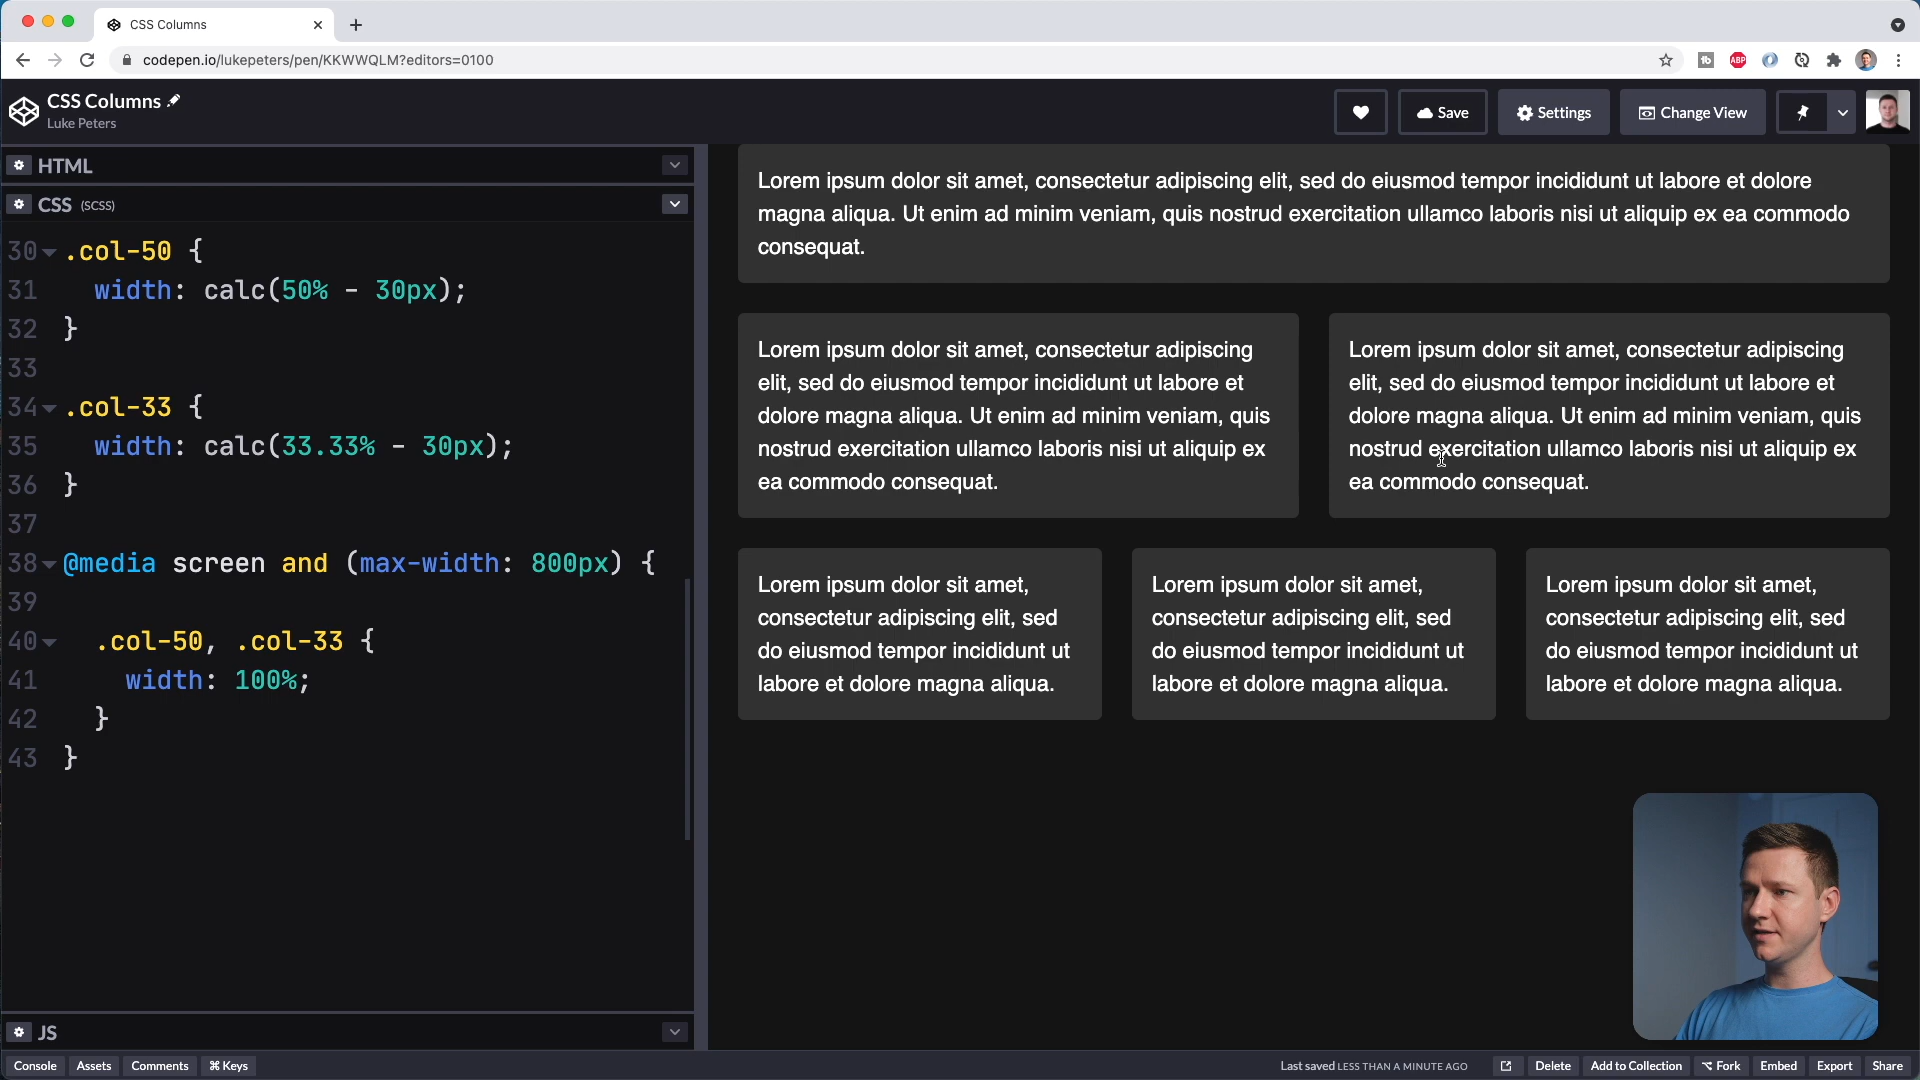 CSS Columns
codepen.io/lukepeters/pen/KKWWQLM?editors=0100
ABP
CSS Columns
Luke Peters
Save
Settings
Change View
HTML
CSS (SCSS)
30 .col-50 {
31 width: calc(50% - 30px);
32 }
33
34 .col-33 {
35 width: calc(33.33% - 30px);
36 }
37
38 @media screen and (max-width: 800px) {
39
40 .col-50, .col-33 {
41 width: 100%;
42 }
43 }
JS
Lorem ipsum dolor sit amet, consectetur adipiscing elit, sed do eiusmod tempor incididunt ut labore et dolore
magna aliqua. Ut enim ad minim veniam, quis nostrud exercitation ullamco laboris nisi ut aliquip ex ea commodo
consequat.
Lorem ipsum dolor sit amet, consectetur adipiscing
elit, sed do eiusmod tempor incididunt ut labore et
dolore magna aliqua. Ut enim ad minim veniam, quis
nostrud exercitation ullamco laboris nisi ut aliquip ex
ea commodo consequat.
Lorem ipsum dolor sit amet, consectetur adipiscing
elit, sed do eiusmod tempor incididunt ut labore et
dolore magna aliqua. Ut enim ad minim veniam, quis
nostrud exercitation ullamco laboris nisi ut aliquip ex
ea commodo consequat.
Lorem ipsum dolor sit amet,
consectetur adipiscing elit, sed
do eiusmod tempor incididunt ut
labore et dolore magna aliqua.
Lorem ipsum dolor sit amet,
consectetur adipiscing elit, sed
do eiusmod tempor incididunt ut
labore et dolore magna aliqua.
Lorem ipsum dolor sit amet,
consectetur adipiscing elit, sed
do eiusmod tempor incididunt ut
labore et dolore magna aliqua.
Console
Assets
Comments
⌘ Keys
Last saved LESS THAN A MINUTE AGO
Delete
Add to Collection
⌥ Fork
Embed
Export
Share